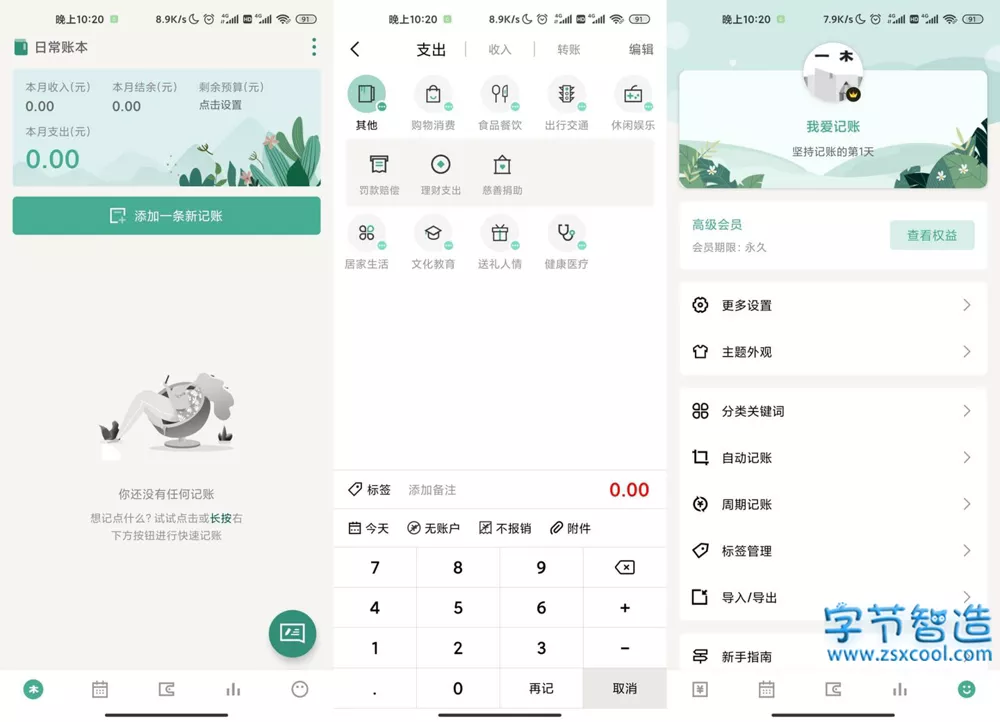 晚上10:20 8.9K/s 91
日常账本
本月收入(元) 本月结余(元) 剩余预算(元)
0.00 0.00 点击设置
本月支出(元)
0.00
添加一条新记账
你还没有任何记账
想记点什么? 试试点击或长按右
下方按钮进行快速记账
晚上10:20 8.9K/s 91
支出 收入 转账 编辑
其他 购物消费 食品餐饮 出行交通 休闲娱乐
罚款赔偿 理财支出 慈善捐助
居家生活 文化教育 送礼人情 健康医疗
标签 添加备注 0.00
今天 无账户 不报销 附件
7 8 9
4 5 6 +
1 2 3 −
. 0 再记 取消
晚上10:20 7.9K/s 91
一木
我爱记账
坚持记账的第1天
高级会员
会员期限: 永久
查看权益
更多设置
主题外观
分类关键词
自动记账
周期记账
标签管理
导入/导出
新手指南
字节智造
www.zsxcool.com